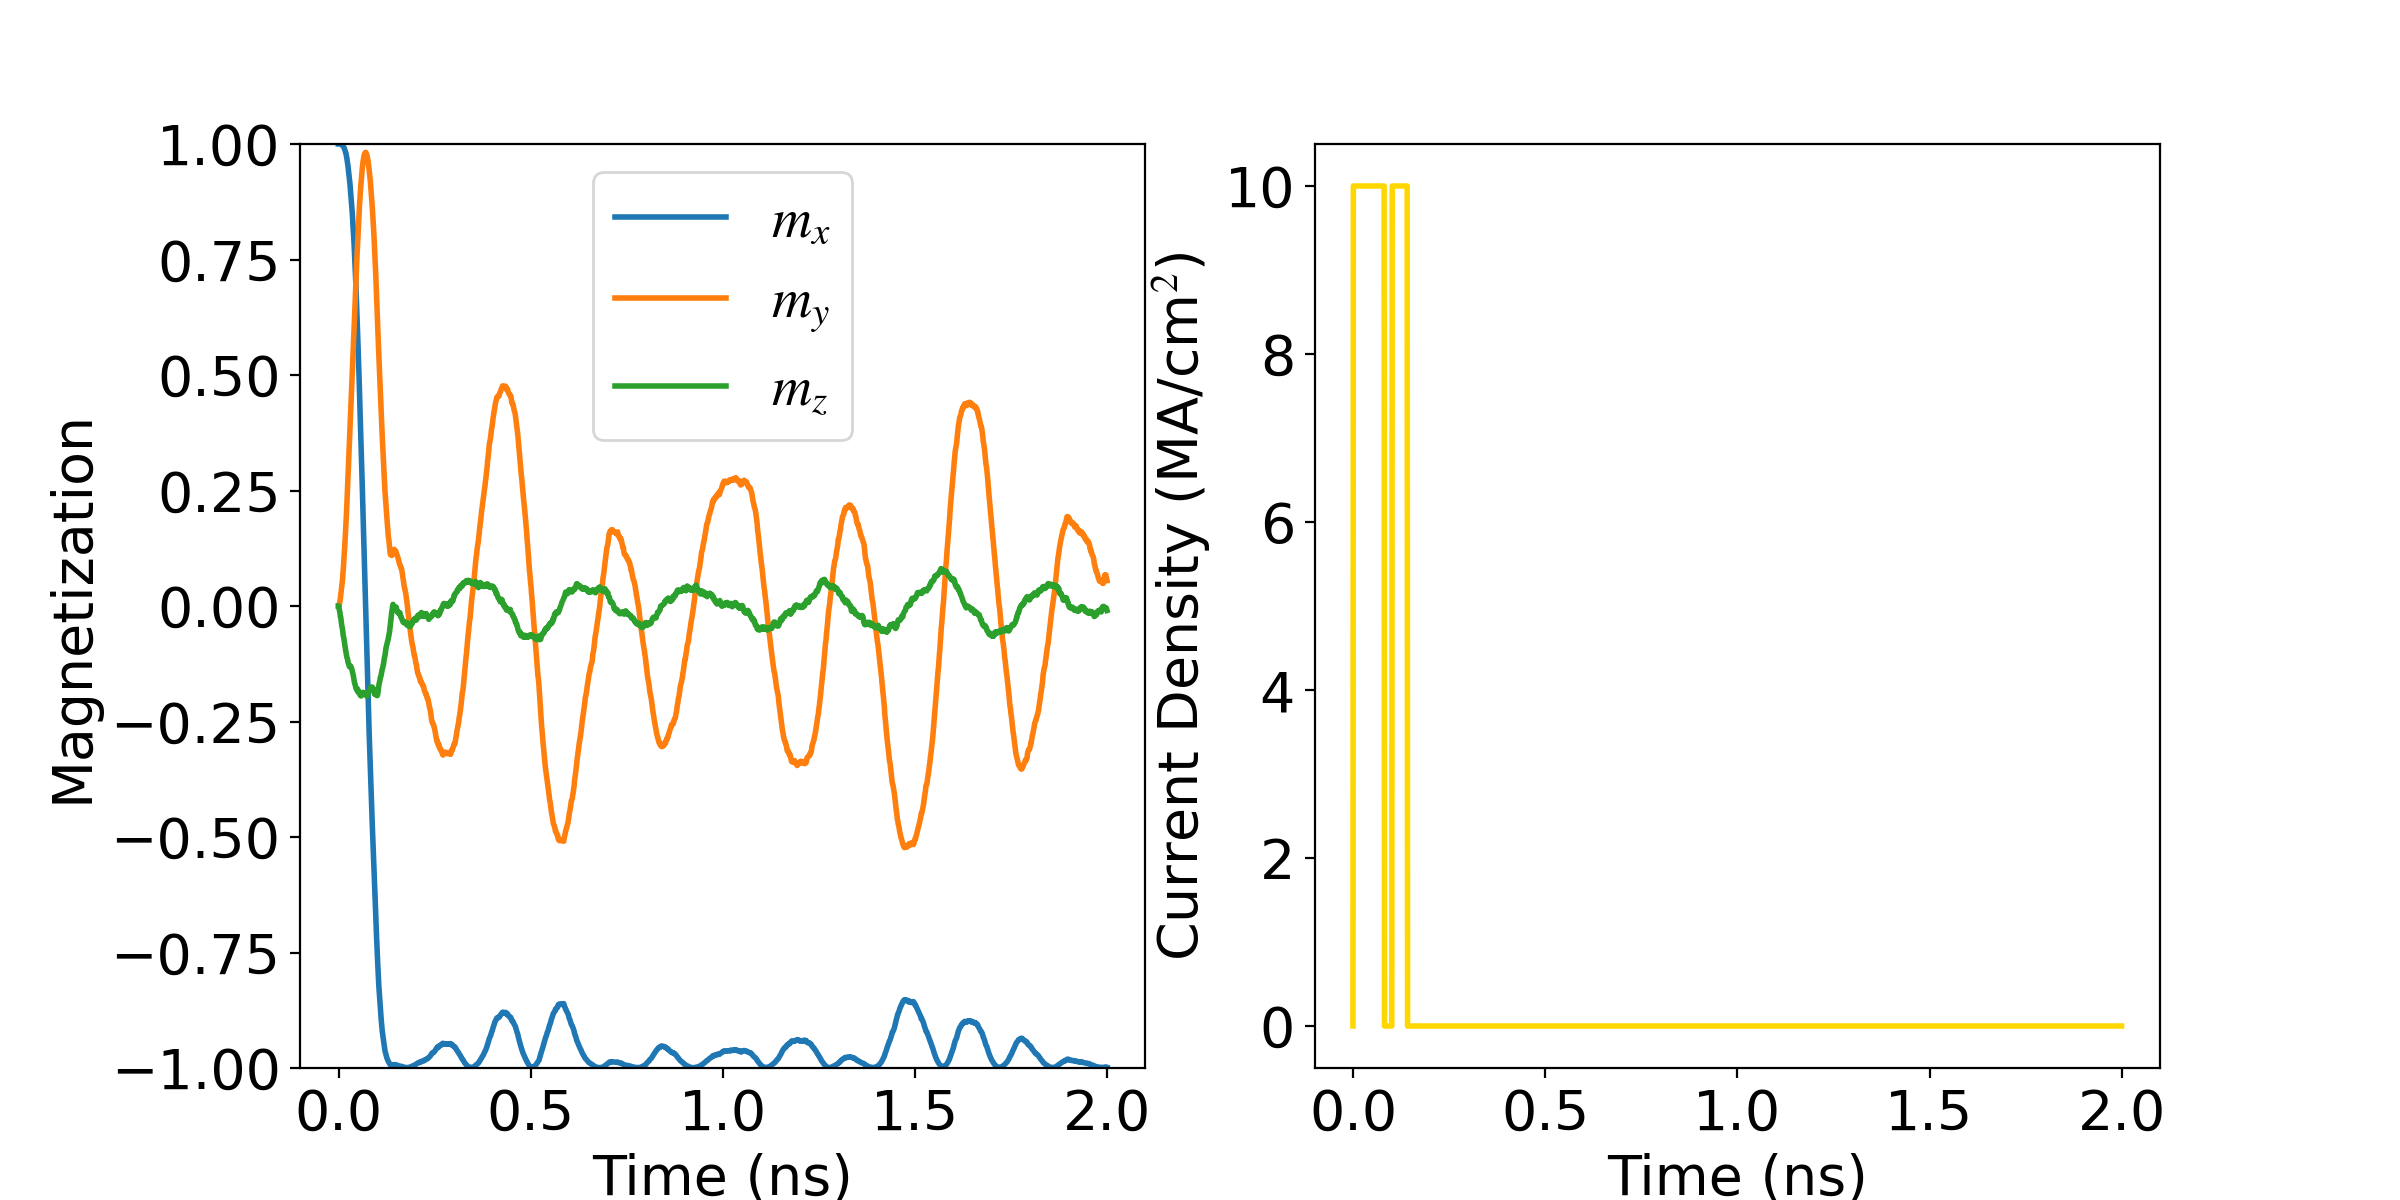 1.00
0.75
0.50
0.25
0.00
−0.25
−0.50
−0.75
−1.00
Magnetization
0.0 0.5 1.0 1.5 2.0
Time (ns)
m_x
m_y
m_z
10
8
6
4
2
0
Current Density (MA/cm²)
0.0 0.5 1.0 1.5 2.0
Time (ns)